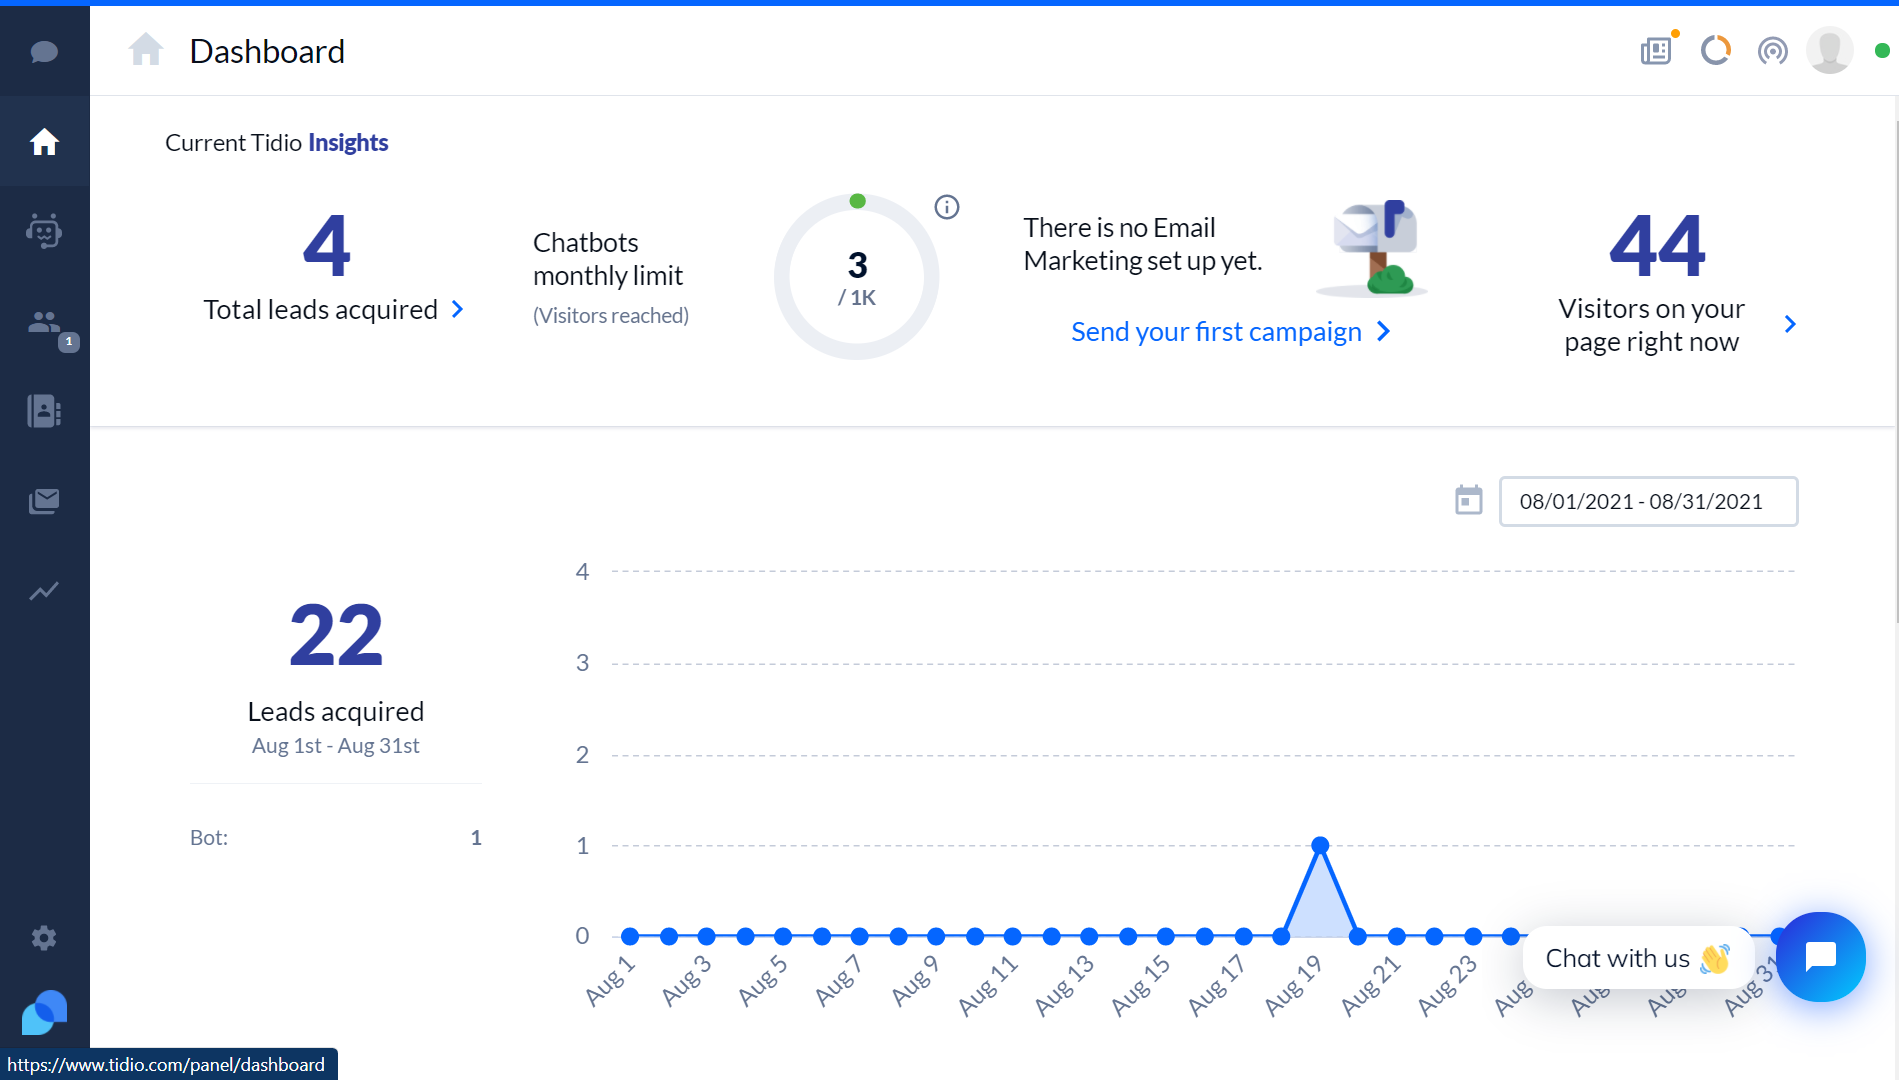 Dashboard
Current Tidio Insights
4
Total leads acquired
Chatbots
monthly limit
(Visitors reached)
3
/ 1K
There is no Email
Marketing set up yet.
Send your first campaign
44
Visitors on your
page right now
1
08/01/2021 - 08/31/2021
22
Leads acquired
Aug 1st - Aug 31st
Bot: 1
4
3
2
1
0
Aug 1
Aug 3
Aug 5
Aug 7
Aug 9
Aug 11
Aug 13
Aug 15
Aug 17
Aug 19
Aug 21
Aug 23
Aug
Aug
Aug
Aug 31
Chat with us 👋
https://www.tidio.com/panel/dashboard